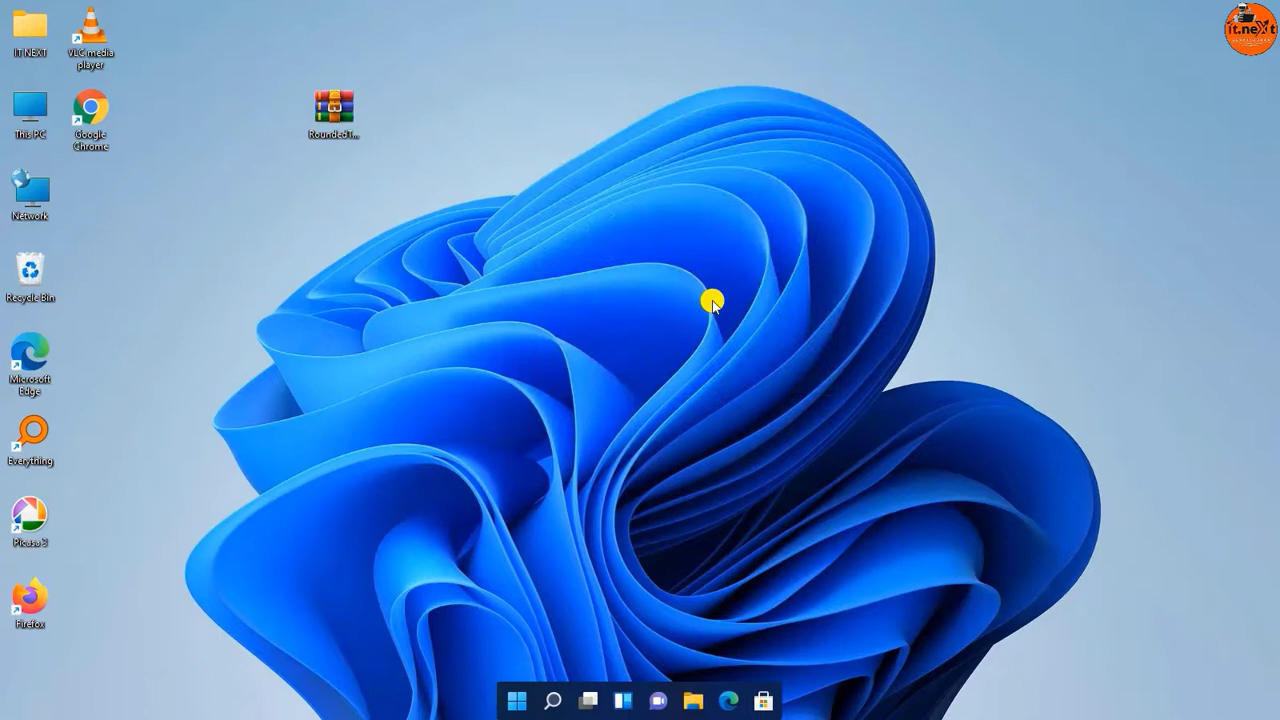 it.neXt
IT NEXT
VLC media
player
This PC
Google
Chrome
RoundedT...
Network
Recycle Bin
Microsoft
Edge
Everything
Picasa 3
Firefox